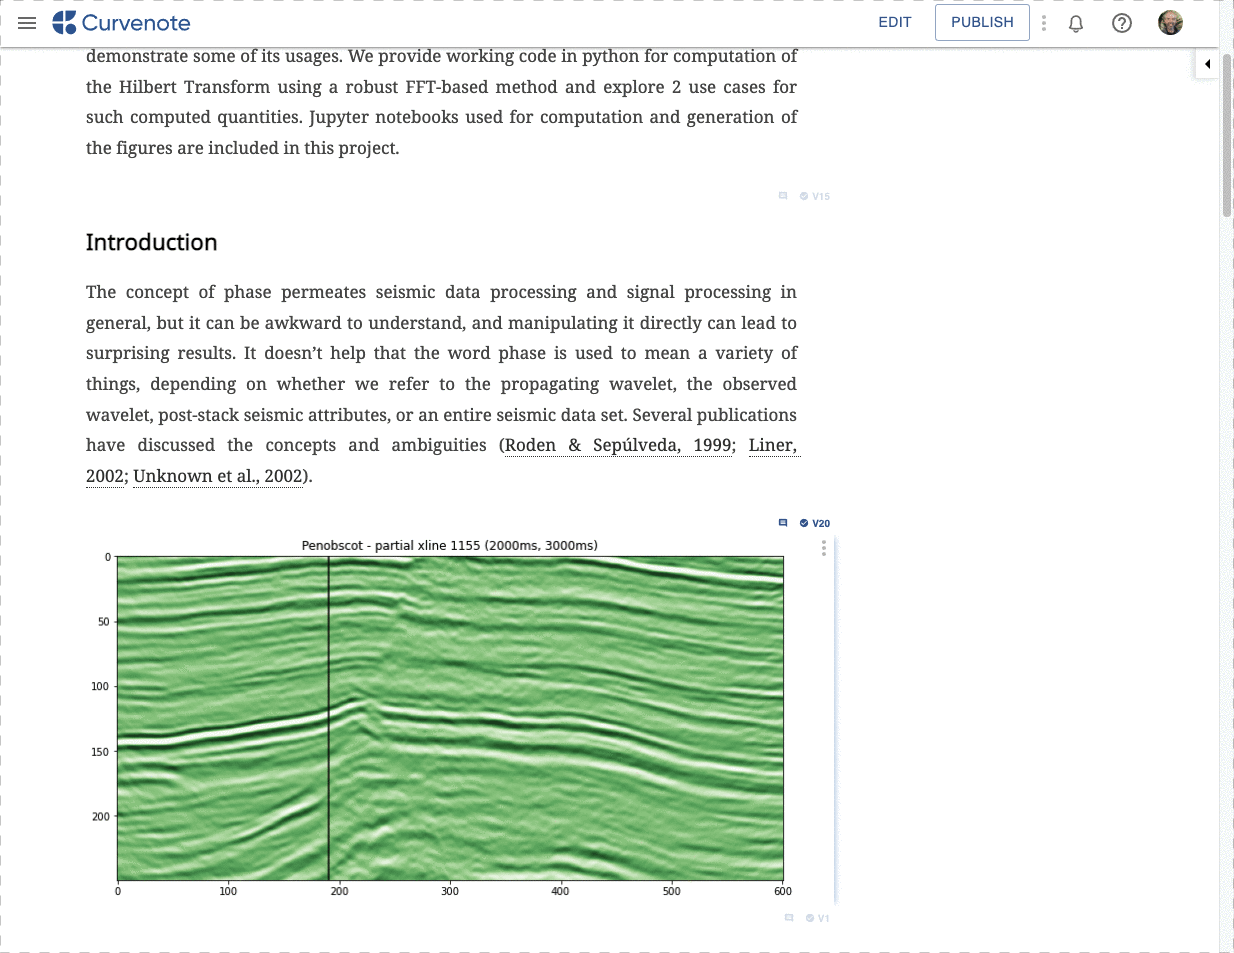 Curvenote
EDIT
PUBLISH
demonstrate some of its usages. We provide working code in python for computation of
the Hilbert Transform using a robust FFT-based method and explore 2 use cases for
such computed quantities. Jupyter notebooks used for computation and generation of
the figures are included in this project.
V15
Introduction
The concept of phase permeates seismic data processing and signal processing in
general, but it can be awkward to understand, and manipulating it directly can lead to
surprising results. It doesn’t help that the word phase is used to mean a variety of
things, depending on whether we refer to the propagating wavelet, the observed
wavelet, post-stack seismic attributes, or an entire seismic data set. Several publications
have discussed the concepts and ambiguities (Roden & Sepúlveda, 1999; Liner,
2002; Unknown et al., 2002).
V20
Penobscot - partial xline 1155 (2000ms, 3000ms)
0
50
100
150
200
0 100 200 300 400 500 600
V1